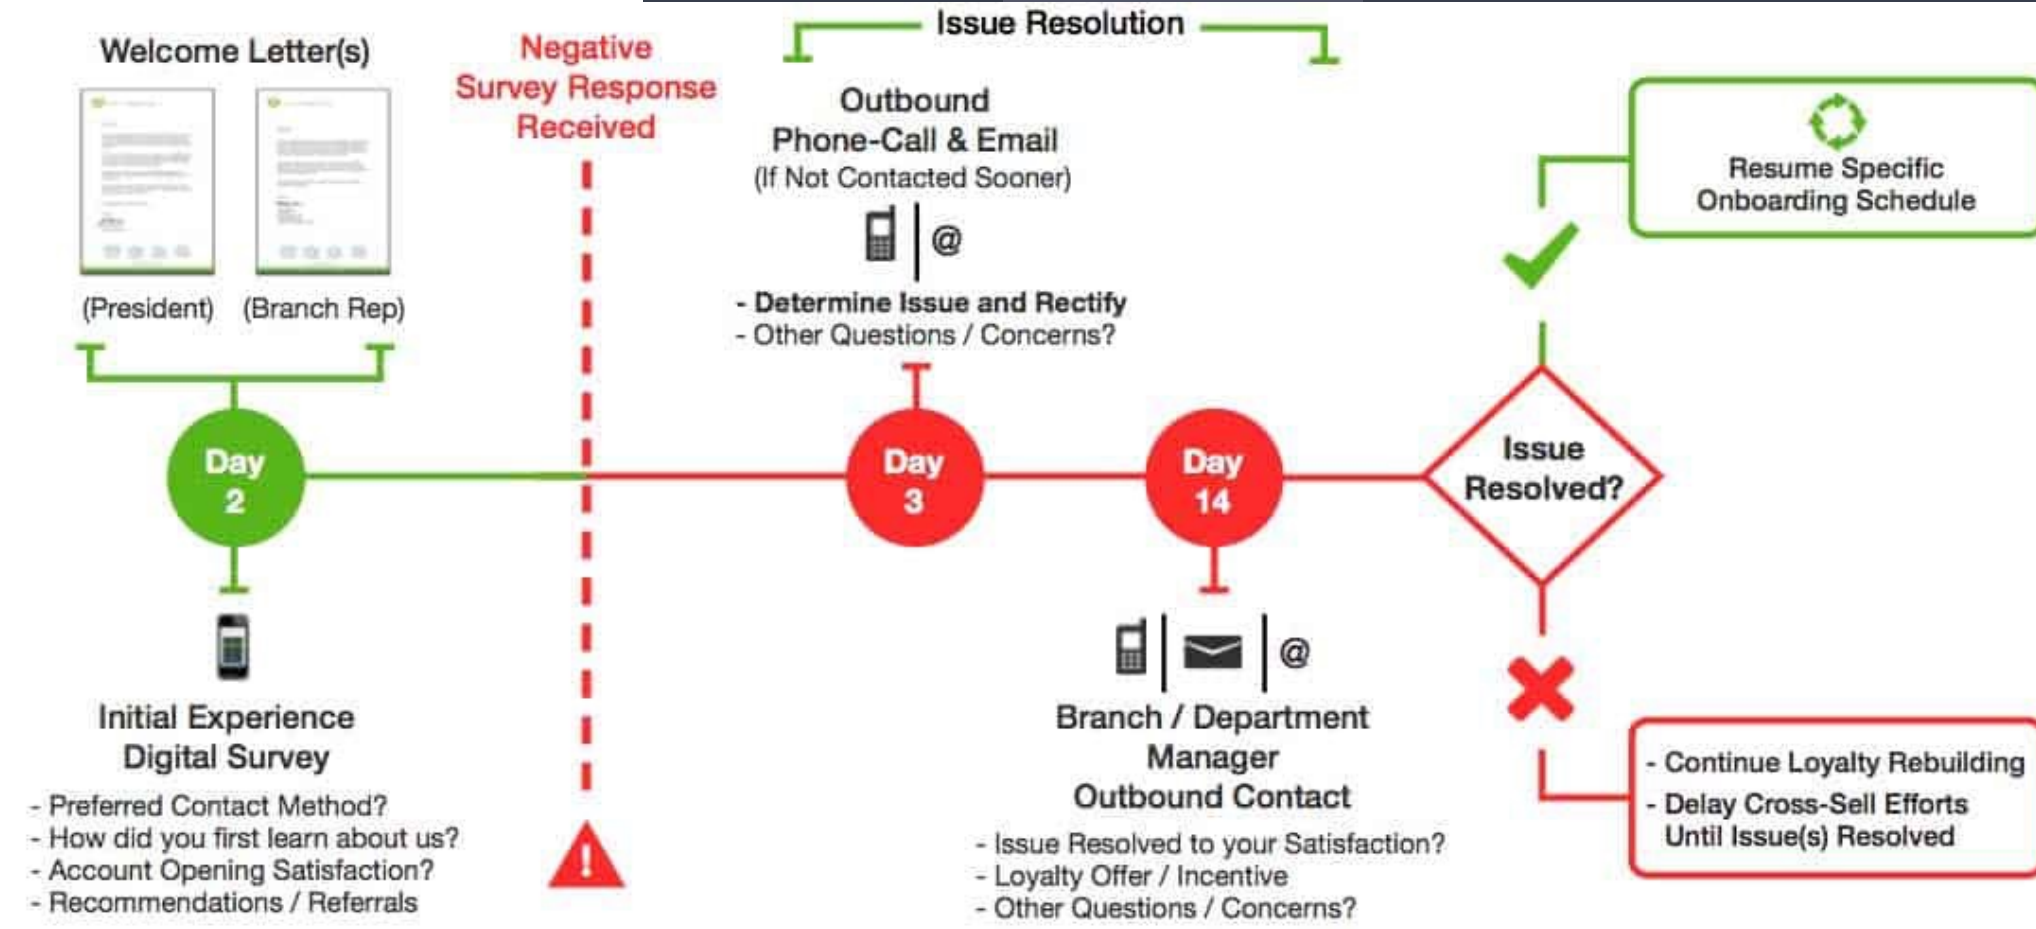 Welcome Letter(s)
(President)
(Branch Rep)
Day
2
Initial Experience
Digital Survey
- Preferred Contact Method?
- How did you first learn about us?
- Account Opening Satisfaction?
- Recommendations / Referrals
Negative
Survey Response
Received
!
Issue Resolution
Outbound
Phone-Call & Email
(If Not Contacted Sooner)
@
- Determine Issue and Rectify
- Other Questions / Concerns?
Day
3
Day
14
@
Branch / Department
Manager
Outbound Contact
- Issue Resolved to your Satisfaction?
- Loyalty Offer / Incentive
- Other Questions / Concerns?
Issue
Resolved?
Resume Specific
Onboarding Schedule
- Continue Loyalty Rebuilding
- Delay Cross-Sell Efforts
Until Issue(s) Resolved